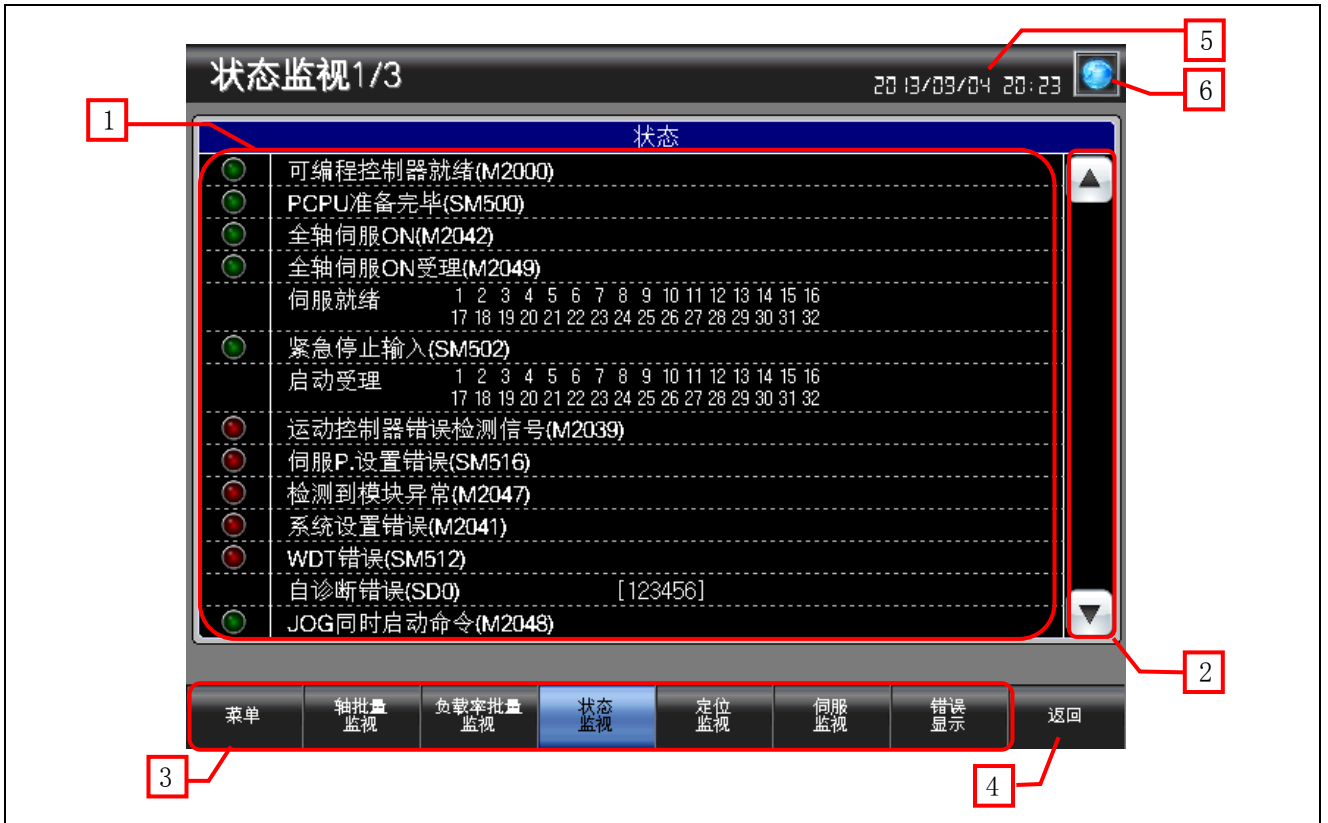 5
状态监视1/3
2013/09/04 20:23
6
1
状态
可编程控制器就绪(M2000)
PCPU准备完毕(SM500)
全轴伺服ON(M2042)
全轴伺服ON受理(M2049)
伺服就绪 1 2 3 4 5 6 7 8 9 10 11 12 13 14 15 16
17 18 19 20 21 22 23 24 25 26 27 28 29 30 31 32
紧急停止输入(SM502)
启动受理 1 2 3 4 5 6 7 8 9 10 11 12 13 14 15 16
17 18 19 20 21 22 23 24 25 26 27 28 29 30 31 32
运动控制器错误检测信号(M2039)
伺服P.设置错误(SM516)
检测到模块异常(M2047)
系统设置错误(M2041)
WDT错误(SM512)
自诊断错误(SD0) [123456]
JOG同时启动命令(M2048)
2
菜单
轴批量
监视
负载率批量
监视
状态
监视
定位
监视
伺服
监视
错误
显示
返回
3
4